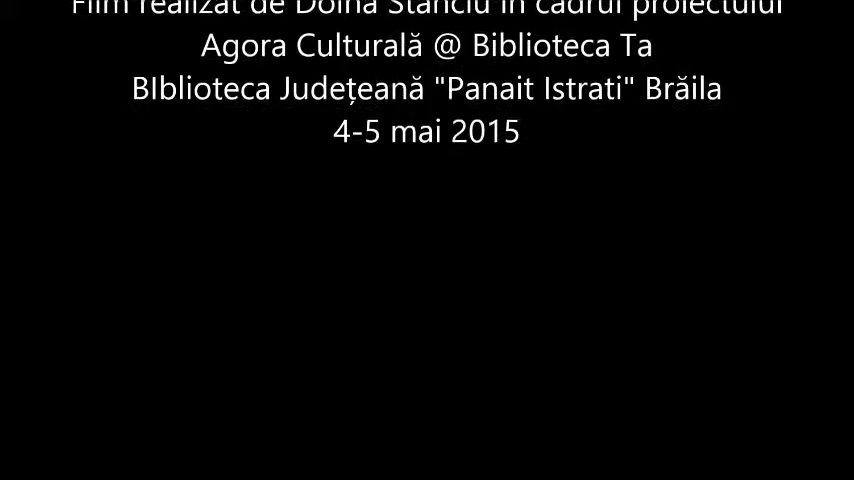 Film realizat de Doina Stanciu în cadrul proiectului
Agora Culturală @ Biblioteca Ta
BIblioteca Județeană "Panait Istrati" Brăila
4-5 mai 2015